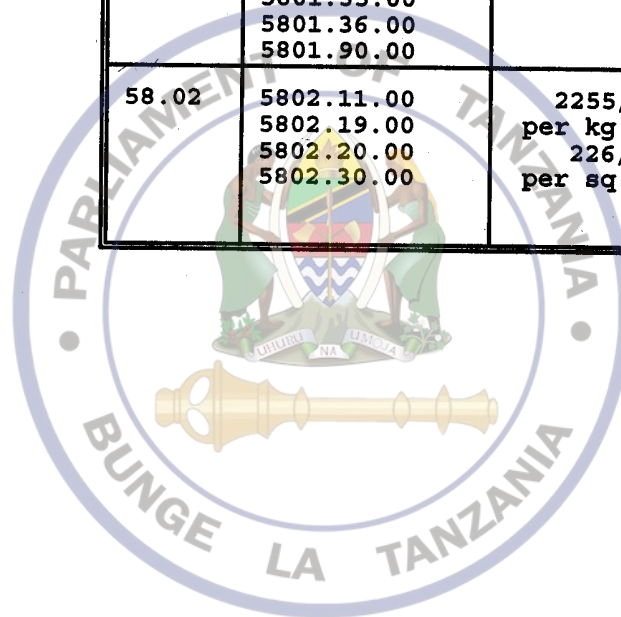 5801.36.00
5801.90.00
58.02 5802.11.00 2255/
5802.19.00 per kg
5802.20.00 226/
5802.30.00 per sq
PARLIAMENT OF TANZANIA
UHURU NA UMOJA
BUNGE LA TANZANIA